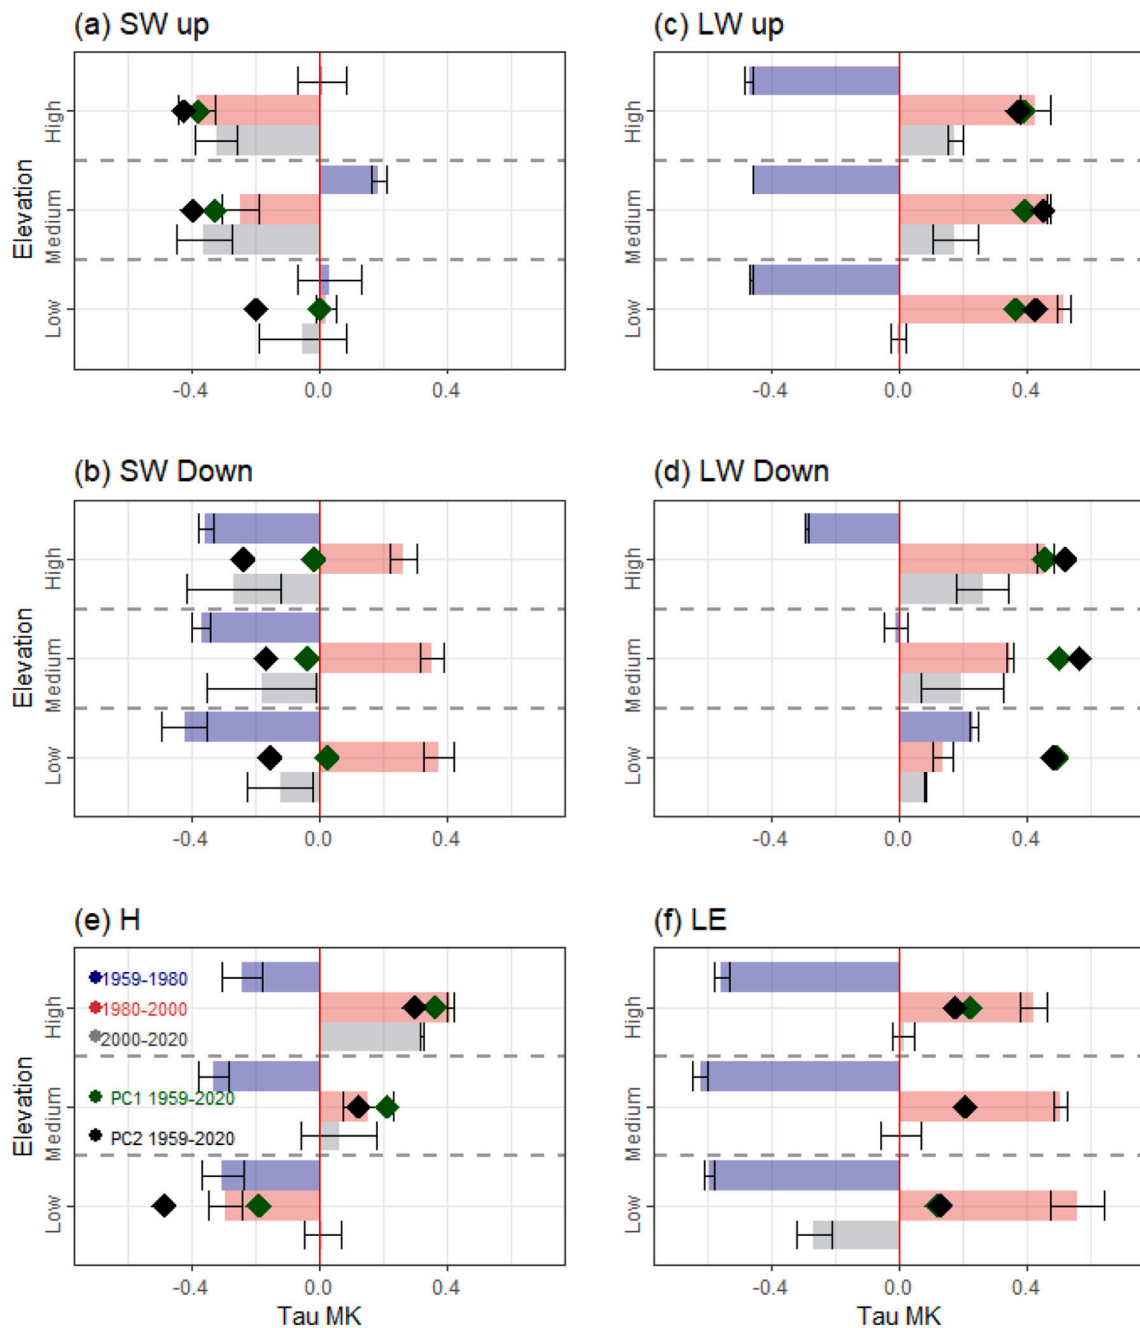 (a) SW up
Elevation
High
Medium
Low
-0.4 0.0 0.4
(c) LW up
High
Medium
Low
-0.4 0.0 0.4
(b) SW Down
Elevation
High
Medium
Low
-0.4 0.0 0.4
(d) LW Down
High
Medium
Low
-0.4 0.0 0.4
(e) H
Elevation
High
Medium
Low
1959-1980
1980-2000
2000-2020
PC1 1959-2020
PC2 1959-2020
-0.4 0.0 0.4
Tau MK
(f) LE
High
Medium
Low
-0.4 0.0 0.4
Tau MK